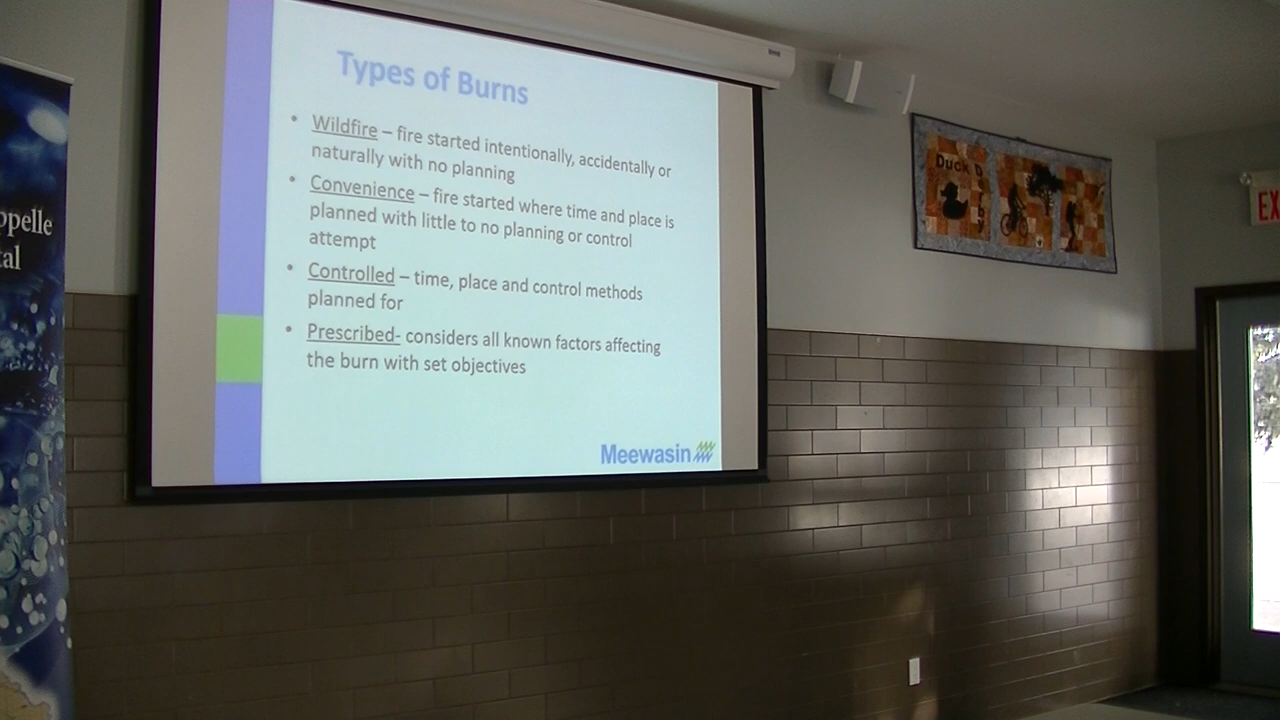 Types of Burns
• Wildfire – fire started intentionally, accidentally or
naturally with no planning
• Convenience – fire started where time and place is
planned with little to no planning or control
attempt
• Controlled – time, place and control methods
planned for
• Prescribed- considers all known factors affecting
the burn with set objectives
Meewasin
ppelle
tal
Duck Derby
EX